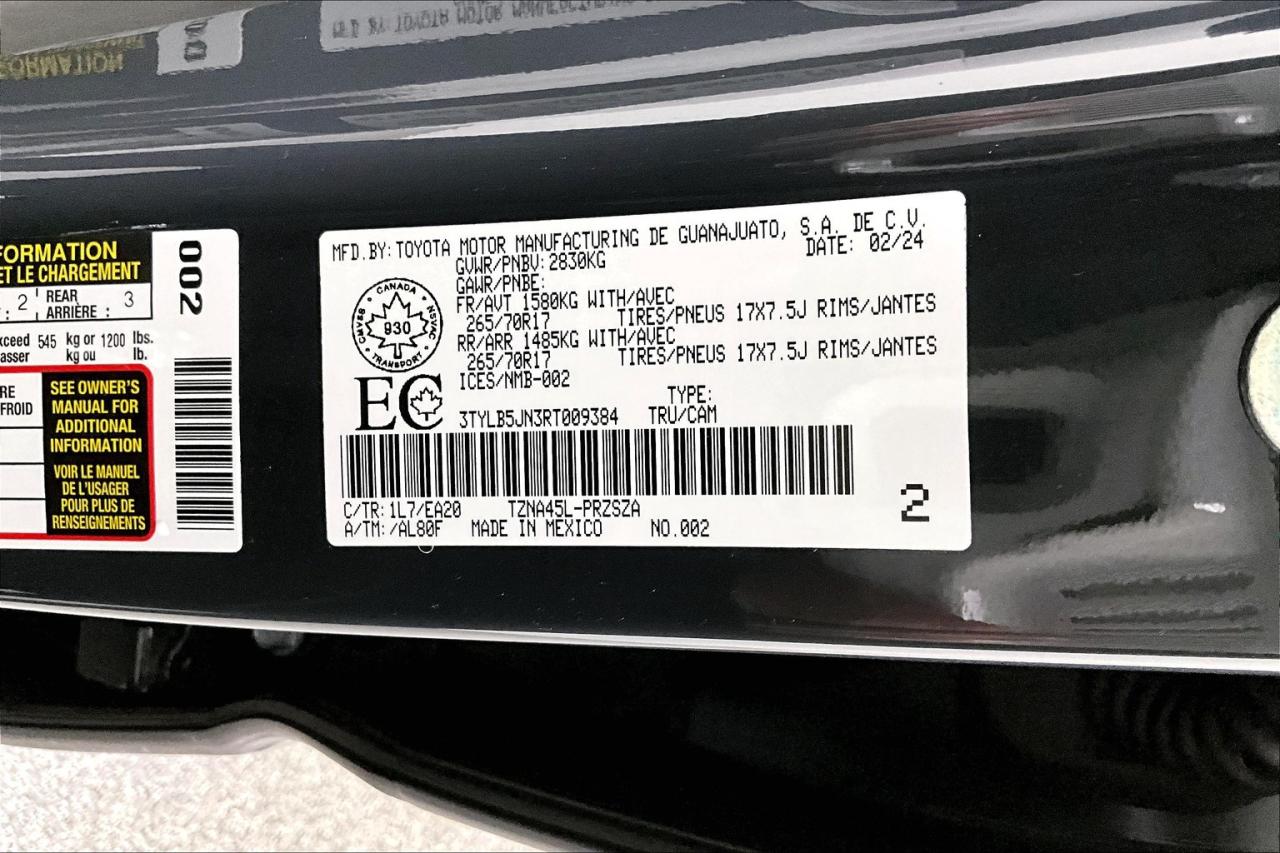 FORMATION
ET LE CHARGEMENT
2 REAR 3
ARRIÈRE :
545 kg or 1200 lbs.
kg ou lb.
FROID
SEE OWNER'S
MANUAL FOR
ADDITIONAL
INFORMATION
VOIR LE MANUEL
DE L'USAGER
POUR PLUS DE
RENSEIGNEMENTS
002
MFD.BY:TOYOTA MOTOR MANUFACTURING DE GUANAJUATO, S.A. DE C.V.
GVWR/PNBV:2830KG DATE: 02/24
GAWR/PNBE:
FR/AVT 1580KG WITH/AVEC
265/70R17 TIRES/PNEUS 17X7.5J RIMS/JANTES
RR/ARR 1485KG WITH/AVEC
265/70R17 TIRES/PNEUS 17X7.5J RIMS/JANTES
ICES/NMB-002
TYPE:
3TYLB5JN3RT009384 TRU/CAM
CANADA
930
TRANSPORT
EC
C/TR:1L7/EA20 TZNA45L-PRZSZA
A/TM:/AL80F MADE IN MEXICO NO.002
2